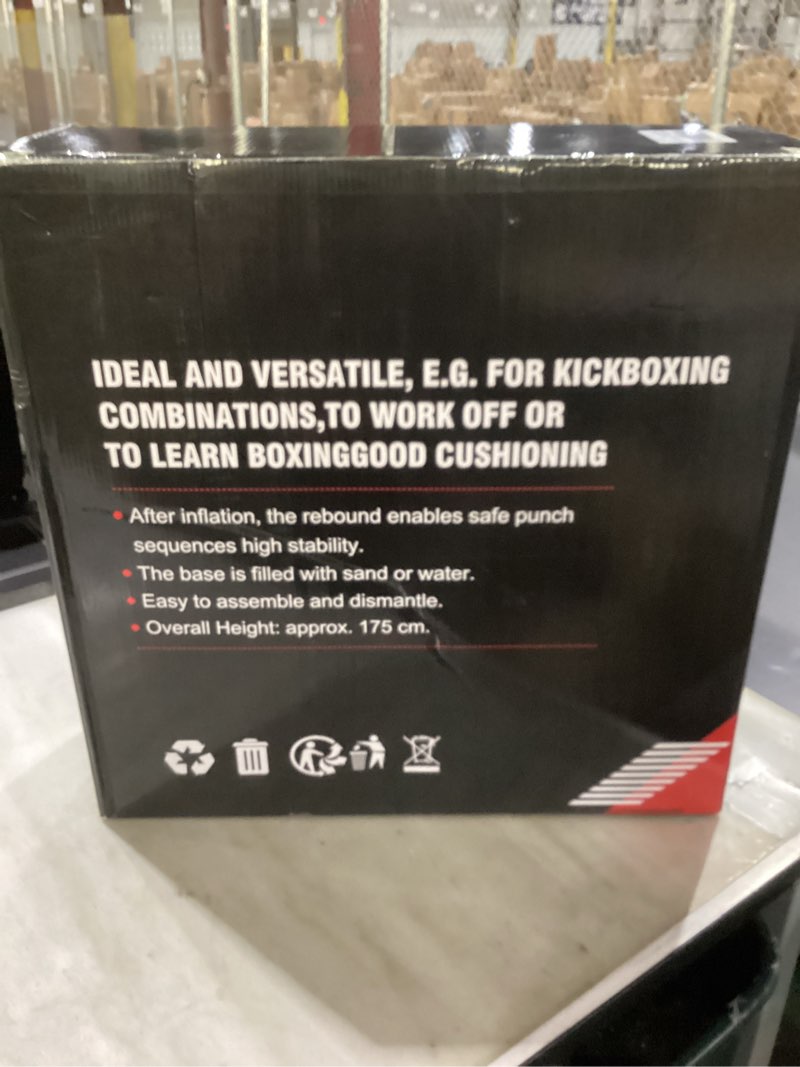 IDEAL AND VERSATILE, E.G. FOR KICKBOXING
COMBINATIONS,TO WORK OFF OR
TO LEARN BOXINGGOOD CUSHIONING
• After inflation, the rebound enables safe punch
sequences high stability.
• The base is filled with sand or water.
• Easy to assemble and dismantle.
• Overall Height: approx. 175 cm.